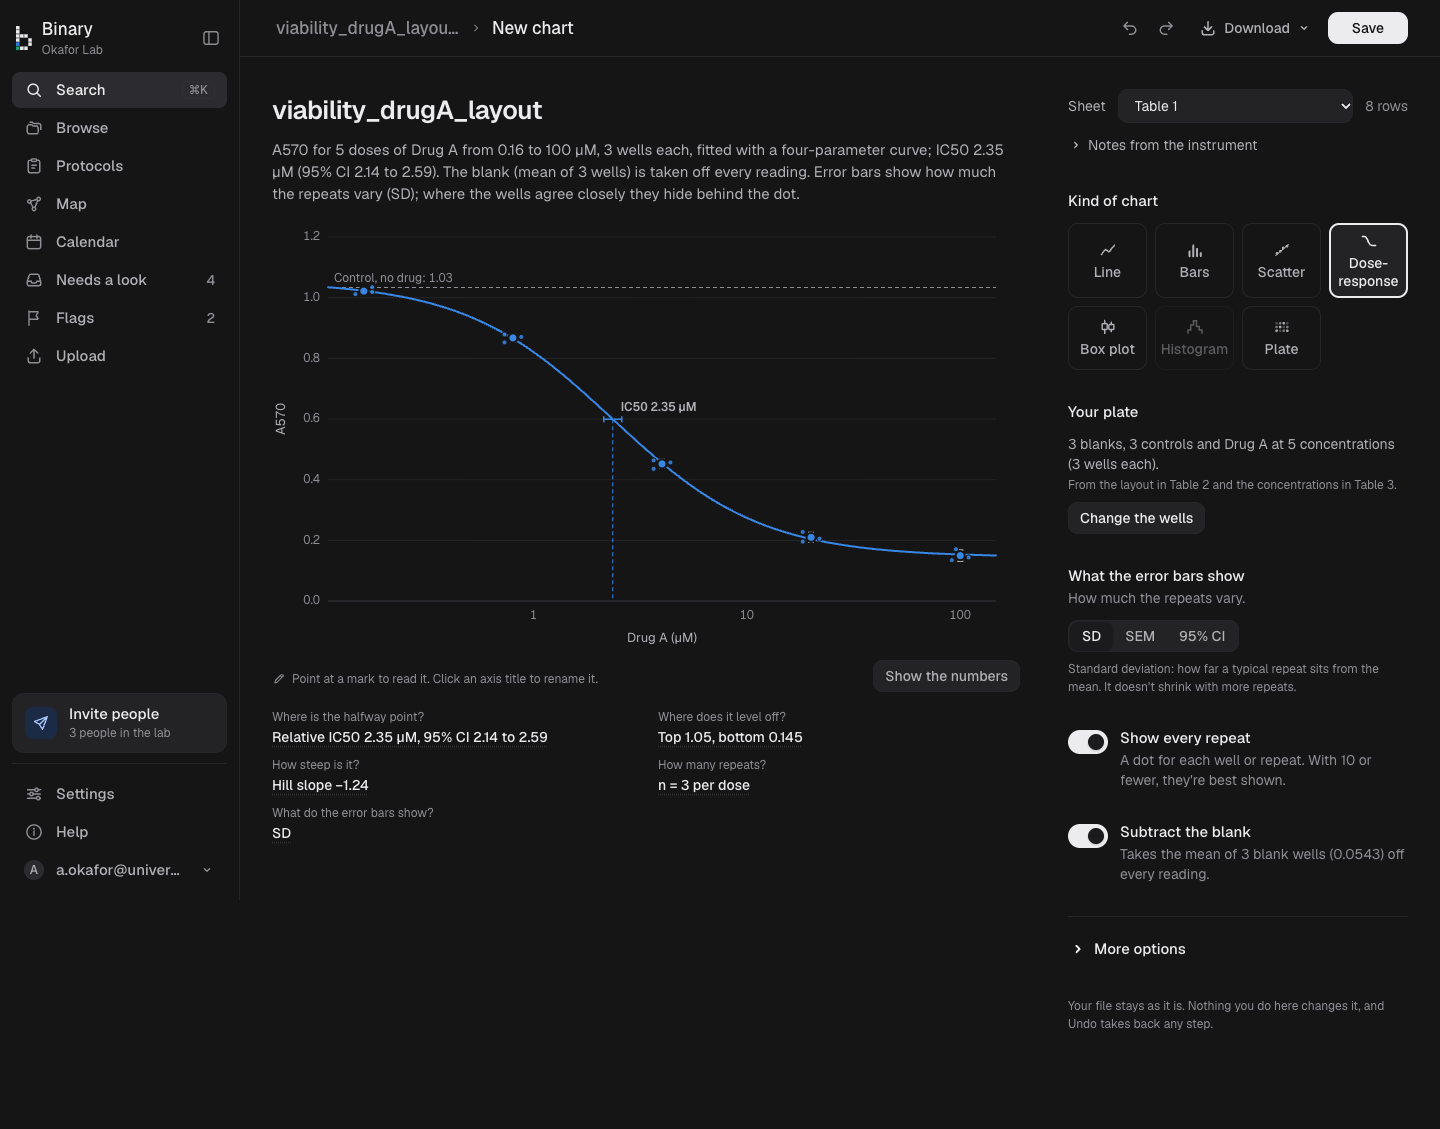 Binary
Okafor Lab
Search
⌘K
Browse
Protocols
Map
Calendar
Needs a look
4
Flags
2
Upload
Invite people
3 people in the lab
Settings
Help
A
a.okafor@univer...
viability_drugA_layou...
New chart
Download
Save
viability_drugA_layout
A570 for 5 doses of Drug A from 0.16 to 100 µM, 3 wells each, fitted with a four-parameter curve; IC50 2.35
µM (95% CI 2.14 to 2.59). The blank (mean of 3 wells) is taken off every reading. Error bars show how much
the repeats vary (SD); where the wells agree closely they hide behind the dot.
1.2
Control, no drug: 1.03
1.0
0.8
IC50 2.35 µM
0.6
A570
0.4
0.2
0.0
1
10
100
Drug A (µM)
Point at a mark to read it. Click an axis title to rename it.
Show the numbers
Where is the halfway point?
Relative IC50 2.35 µM, 95% CI 2.14 to 2.59
Where does it level off?
Top 1.05, bottom 0.145
How steep is it?
Hill slope −1.24
How many repeats?
n = 3 per dose
What do the error bars show?
SD
Sheet
Table 1
8 rows
Notes from the instrument
Kind of chart
Line
Bars
Scatter
Dose-
response
Box plot
Histogram
Plate
Your plate
3 blanks, 3 controls and Drug A at 5 concentrations
(3 wells each).
From the layout in Table 2 and the concentrations in Table 3.
Change the wells
What the error bars show
How much the repeats vary.
SD
SEM
95% CI
Standard deviation: how far a typical repeat sits from the
mean. It doesn't shrink with more repeats.
Show every repeat
A dot for each well or repeat. With 10 or
fewer, they're best shown.
Subtract the blank
Takes the mean of 3 blank wells (0.0543) off
every reading.
More options
Your file stays as it is. Nothing you do here changes it, and
Undo takes back any step.